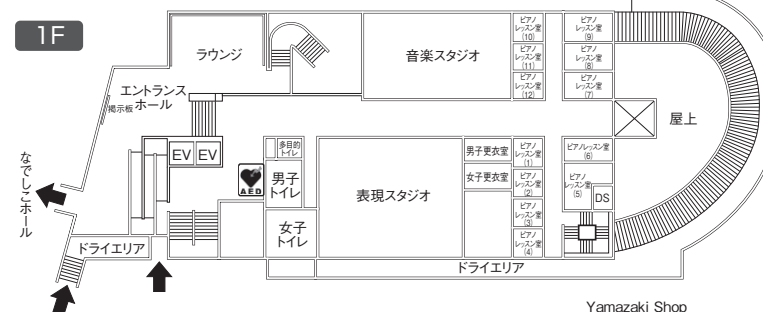 1F
ラウンジ
音楽スタジオ
ピアノ
レッスン室
(10)
ピアノ
レッスン室
(9)
ピアノ
レッスン室
(11)
ピアノ
レッスン室
(8)
ピアノ
レッスン室
(12)
ピアノ
レッスン室
(7)
エントランス
ホール
掲示板
屋上
なでしこホール
EV
EV
多目的
トイレ
AED
男子
トイレ
女子
トイレ
表現スタジオ
男子更衣室
女子更衣室
ピアノ
レッスン室
(1)
ピアノ
レッスン室
(2)
ピアノ
レッスン室
(3)
ピアノ
レッスン室
(4)
ピアノレッスン室
(6)
ピアノ
レッスン室
(5)
DS
ドライエリア
ドライエリア
Yamazaki Shop